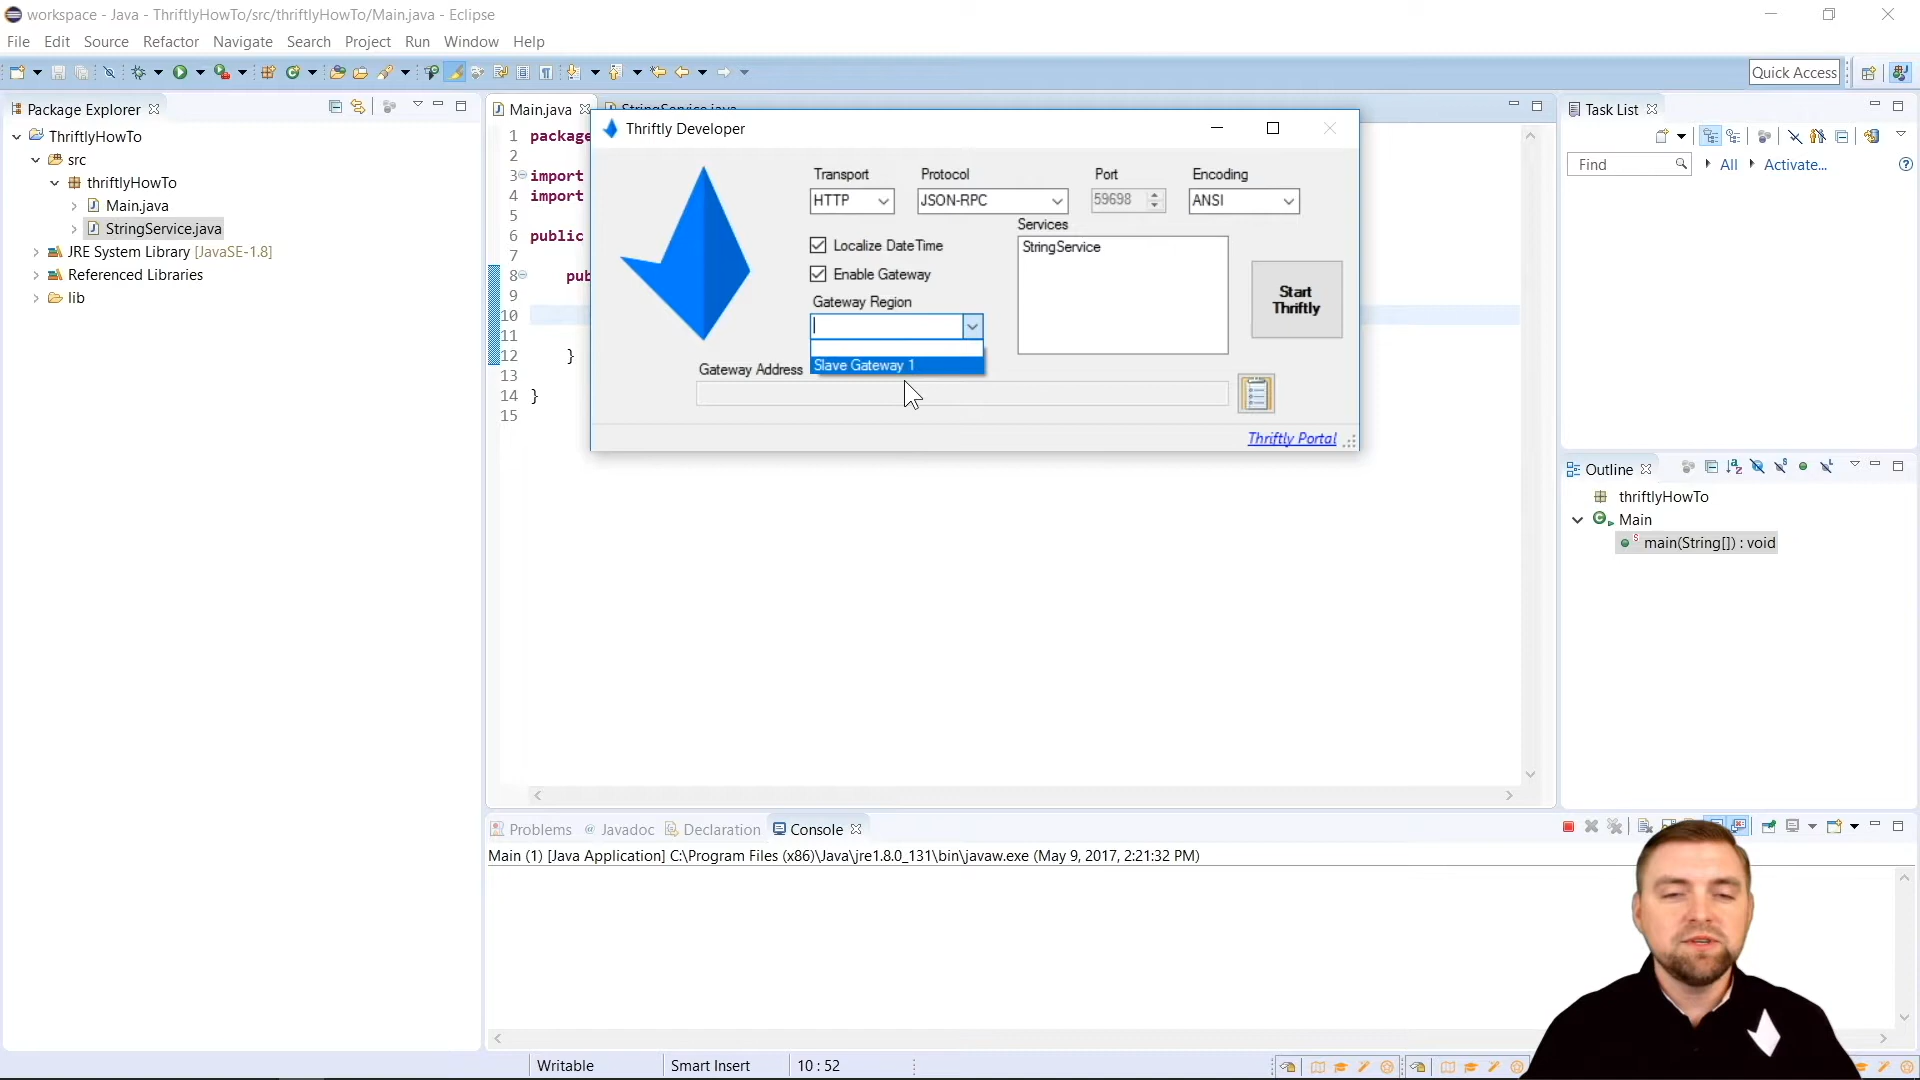 workspace - Java - ThriftlyHowTo/src/thriftlyHowTo/Main.java - Eclipse
File Edit Source Refactor Navigate Search Project Run Window Help
Quick Access
Package Explorer
ThriftlyHowTo
src
thriftlyHowTo
Main.java
StringService.java
JRE System Library [JavaSE-1.8]
Referenced Libraries
lib
Main.java StringService.java
1 package
2
3 import
4 import
5
6 public
7
8 pub
9
10
11
12 }
13
14 }
15
Thriftly Developer
Transport Protocol Port Encoding
HTTP JSON-RPC 59698 ANSI
Services
StringService
Localize DateTime
Enable Gateway
Gateway Region
Slave Gateway 1
Start
Thriftly
Gateway Address
Thriftly Portal
Task List
Find All Activate...
Outline
thriftlyHowTo
Main
main(String[]) : void
Problems @ Javadoc Declaration Console
Main (1) [Java Application] C:\Program Files (x86)\Java\jre1.8.0_131\bin\javaw.exe (May 9, 2017, 2:21:32 PM)
Writable Smart Insert 10 : 52